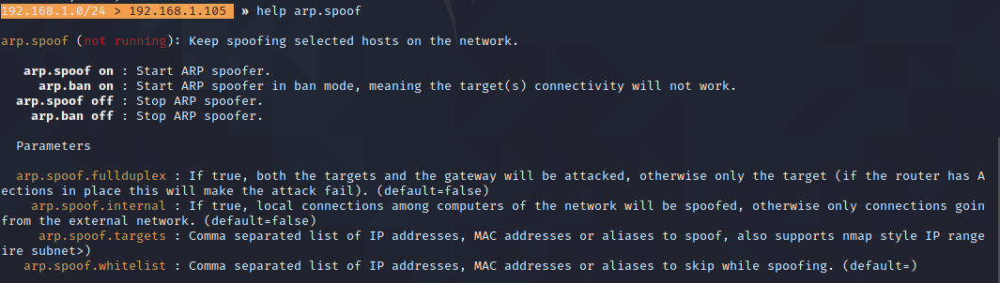 192.168.1.0/24 > 192.168.1.105 » help arp.spoof
arp.spoof (not running): Keep spoofing selected hosts on the network.
arp.spoof on : Start ARP spoofer.
arp.ban on : Start ARP spoofer in ban mode, meaning the target(s) connectivity will not work.
arp.spoof off : Stop ARP spoofer.
arp.ban off : Stop ARP spoofer.
Parameters
arp.spoof.fullduplex : If true, both the targets and the gateway will be attacked, otherwise only the target (if the router has A
ections in place this will make the attack fail). (default=false)
arp.spoof.internal : If true, local connections among computers of the network will be spoofed, otherwise only connections goin
from the external network. (default=false)
arp.spoof.targets : Comma separated list of IP addresses, MAC addresses or aliases to spoof, also supports nmap style IP range
ire subnet>)
arp.spoof.whitelist : Comma separated list of IP addresses, MAC addresses or aliases to skip while spoofing. (default=)